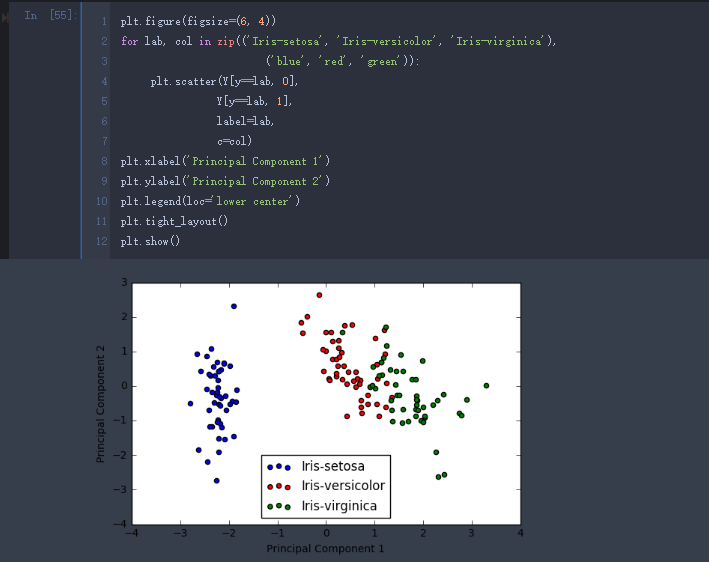 In [55]:
1 plt.figure(figsize=(6, 4))
2 for lab, col in zip(('Iris-setosa', 'Iris-versicolor', 'Iris-virginica'),
3 ('blue', 'red', 'green')):
4 plt.scatter(Y[y==lab, 0],
5 Y[y==lab, 1],
6 label=lab,
7 c=col)
8 plt.xlabel('Principal Component 1')
9 plt.ylabel('Principal Component 2')
10 plt.legend(loc='lower center')
11 plt.tight_layout()
12 plt.show()
3
2
1
0
−1
−2
−3
−4
Principal Component 2
Iris-setosa
Iris-versicolor
Iris-virginica
−4 −3 −2 −1 0 1 2 3 4
Principal Component 1